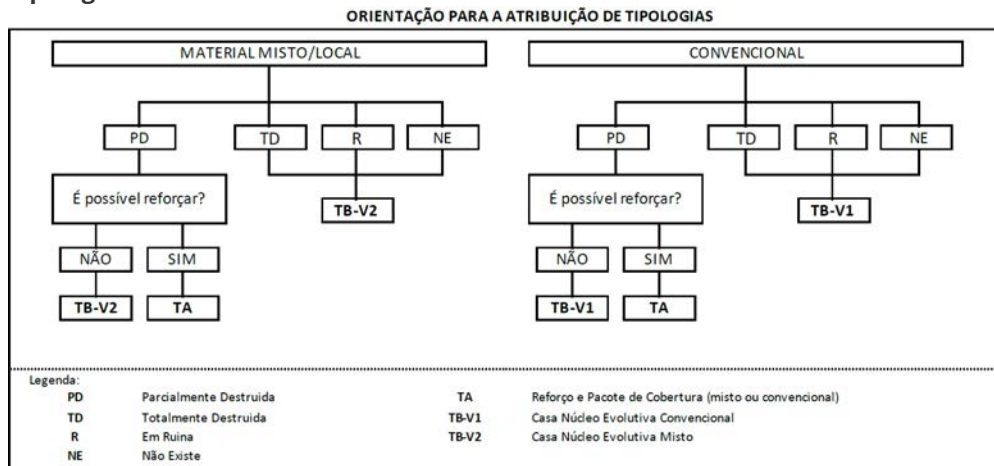 ORIENTAÇÃO PARA A ATRIBUIÇÃO DE TIPOLOGIAS
MATERIAL MISTO/LOCAL
PD TD R NE
É possível reforçar?
TB-V2
NÃO SIM
TB-V2 TA
CONVENCIONAL
PD TD R NE
É possível reforçar?
TB-V1
NÃO SIM
TB-V1 TA
Legenda:
PD Parcialmente Destruida
TD Totalmente Destruida
R Em Ruina
NE Não Existe
TA Reforço e Pacote de Cobertura (misto ou convencional)
TB-V1 Casa Núcleo Evolutiva Convencional
TB-V2 Casa Núcleo Evolutiva Misto